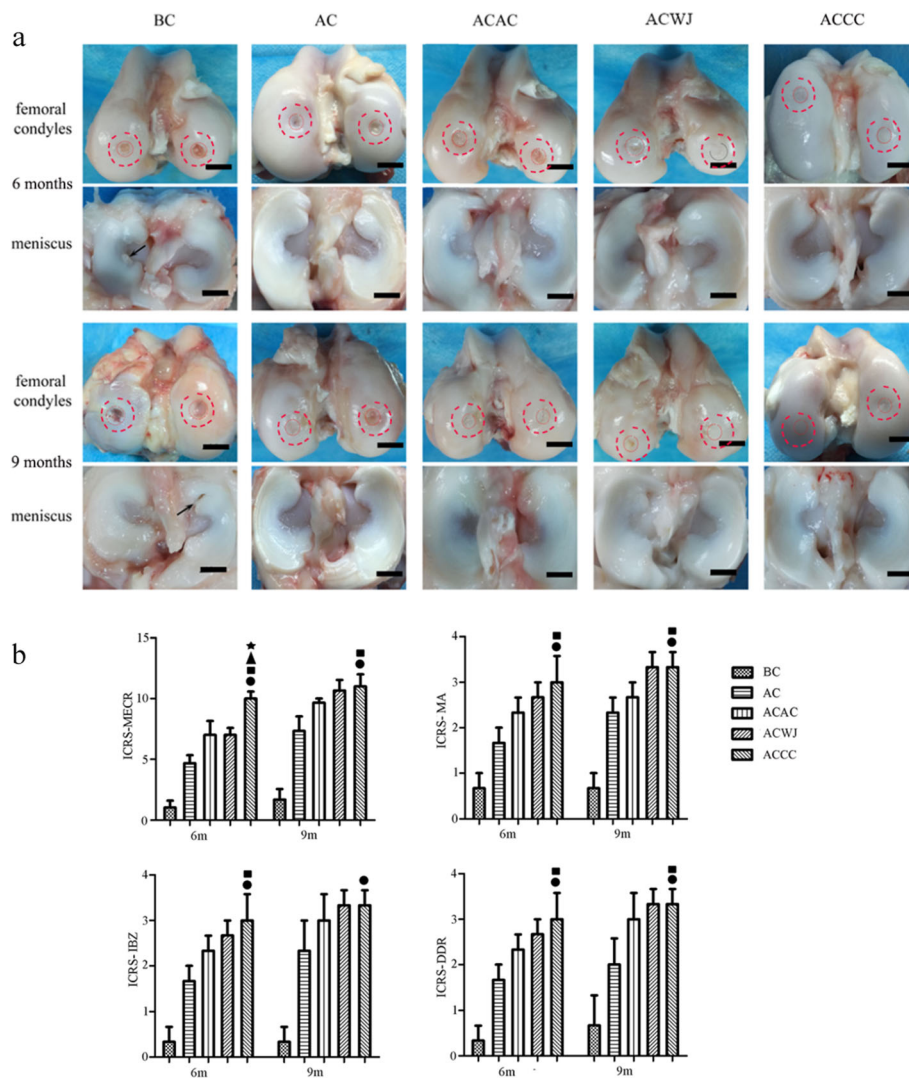 a
BC AC ACAC ACWJ ACCC
femoral
condyles
6 months
meniscus
femoral
condyles
9 months
meniscus
b
15
10
5
0
ICRS-MECR
6m 9m
4
3
2
1
0
ICRS-MA
6m 9m
BC
AC
ACAC
ACWJ
ACCC
4
3
2
1
0
ICRS-IBZ
6m 9m
4
3
2
1
0
ICRS-DDR
6m 9m